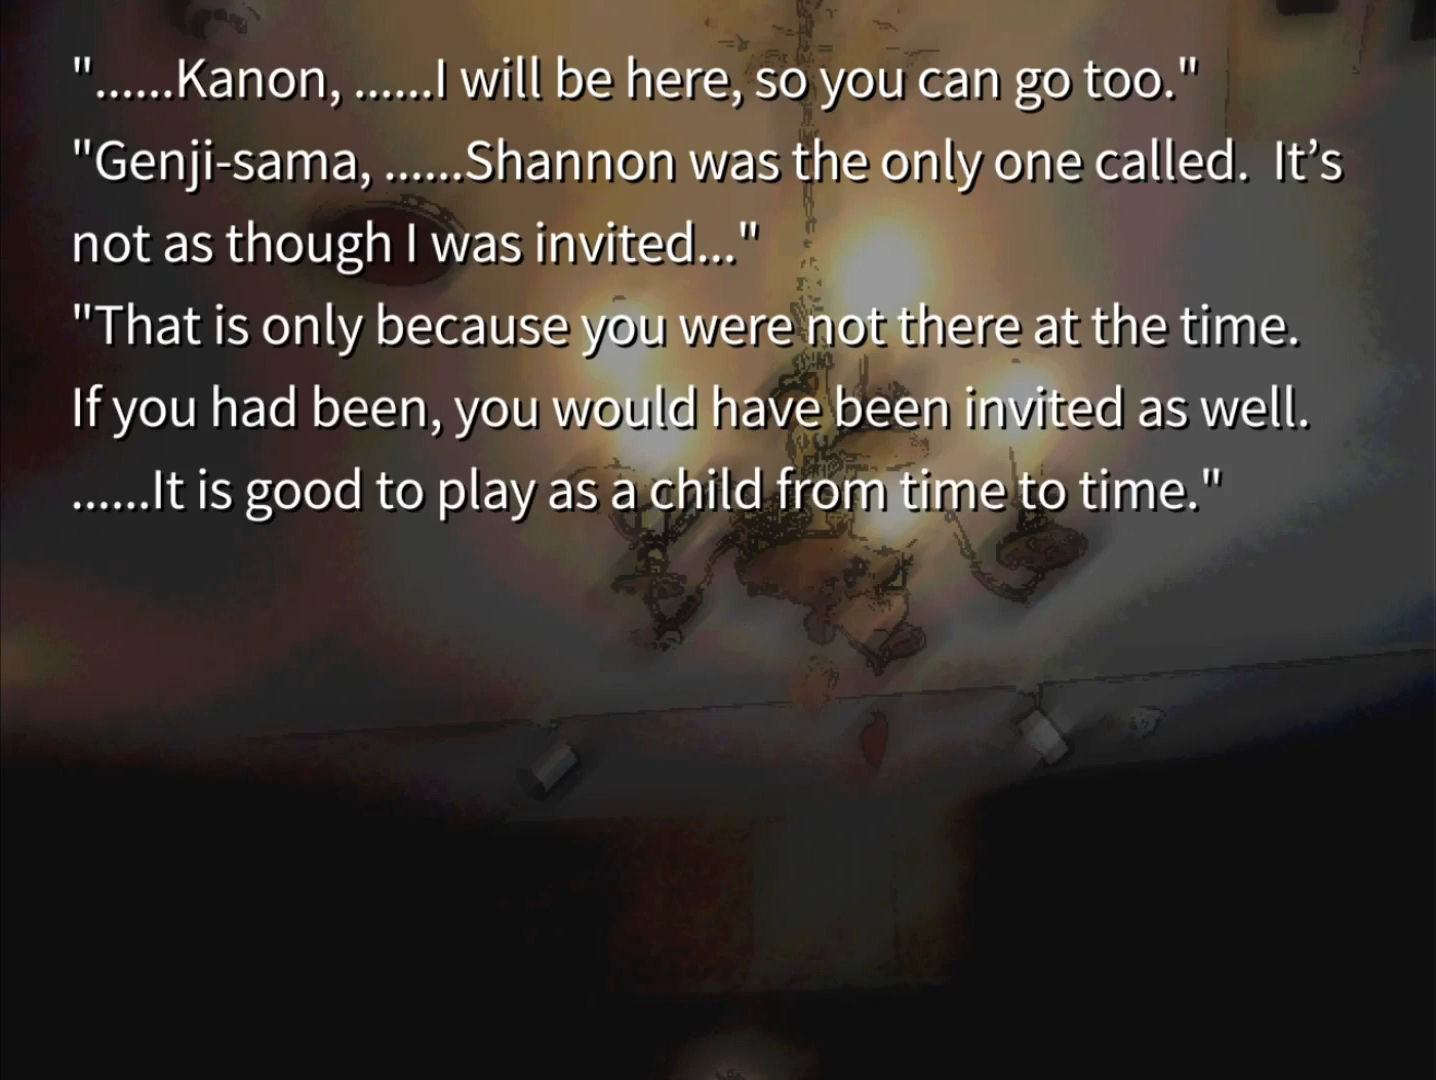 "......Kanon, ......I will be here, so you can go too."
"Genji-sama, ......Shannon was the only one called.  It’s
not as though I was invited..."
"That is only because you were not there at the time.
If you had been, you would have been invited as well.
......It is good to play as a child from time to time."